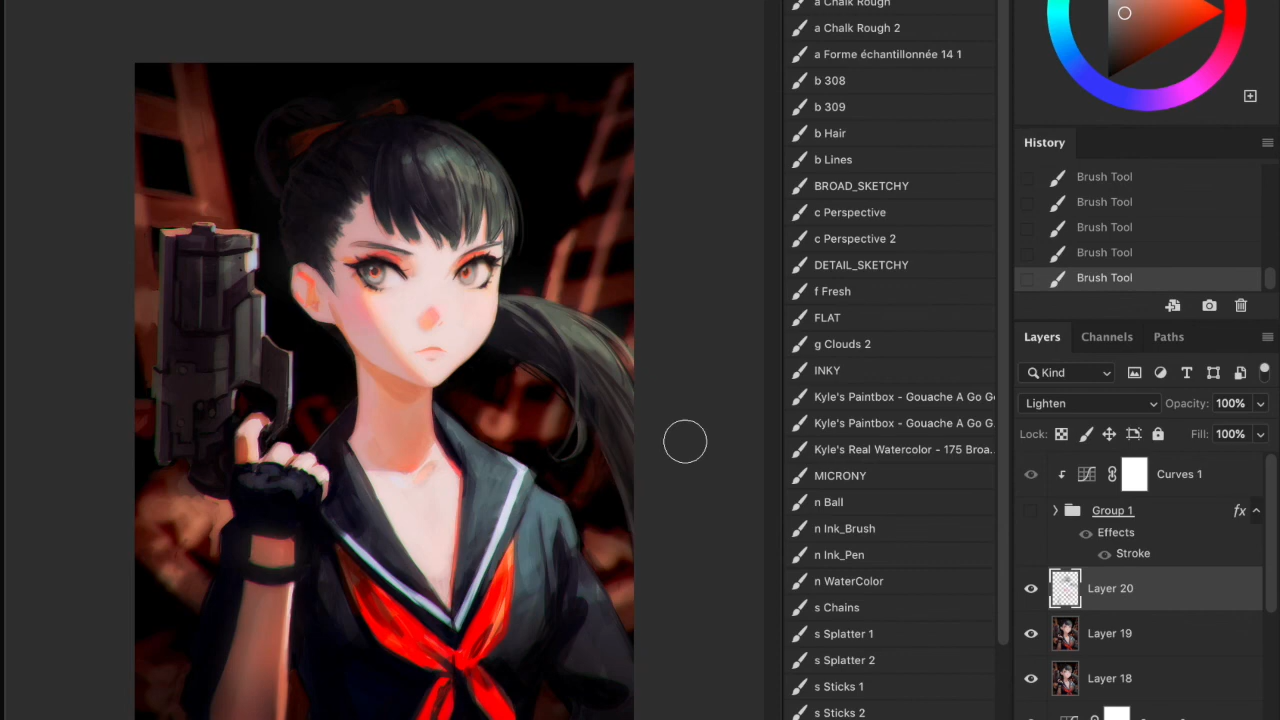 a Chalk Rough
a Chalk Rough 2
a Forme échantillonnée 14 1
b 308
b 309
b Hair
b Lines
BROAD_SKETCHY
c Perspective
c Perspective 2
DETAIL_SKETCHY
f Fresh
FLAT
g Clouds 2
INKY
Kyle's Paintbox - Gouache A Go G
Kyle's Paintbox - Gouache A Go G.
Kyle's Real Watercolor - 175 Broa...
MICRONY
n Ball
n Ink_Brush
n Ink_Pen
n WaterColor
s Chains
s Splatter 1
s Splatter 2
s Sticks 1
s Sticks 2
History
Brush Tool
Brush Tool
Brush Tool
Brush Tool
Brush Tool
Layers Channels Paths
Kind
Lighten Opacity: 100%
Lock: Fill: 100%
Curves 1
Group 1 fx
Effects
Stroke
Layer 20
Layer 19
Layer 18